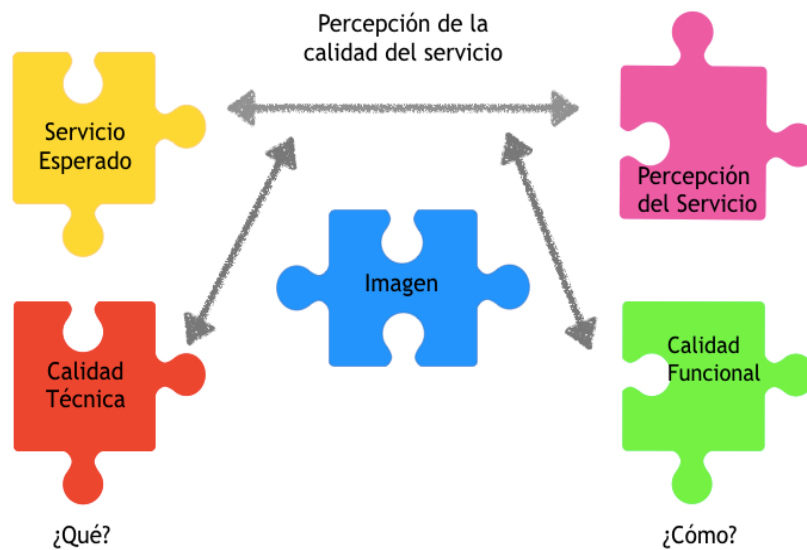 Percepción de la
calidad del servicio
Servicio
Esperado
Percepción
del Servicio
Imagen
Calidad
Técnica
Calidad
Funcional
¿Qué?
¿Cómo?